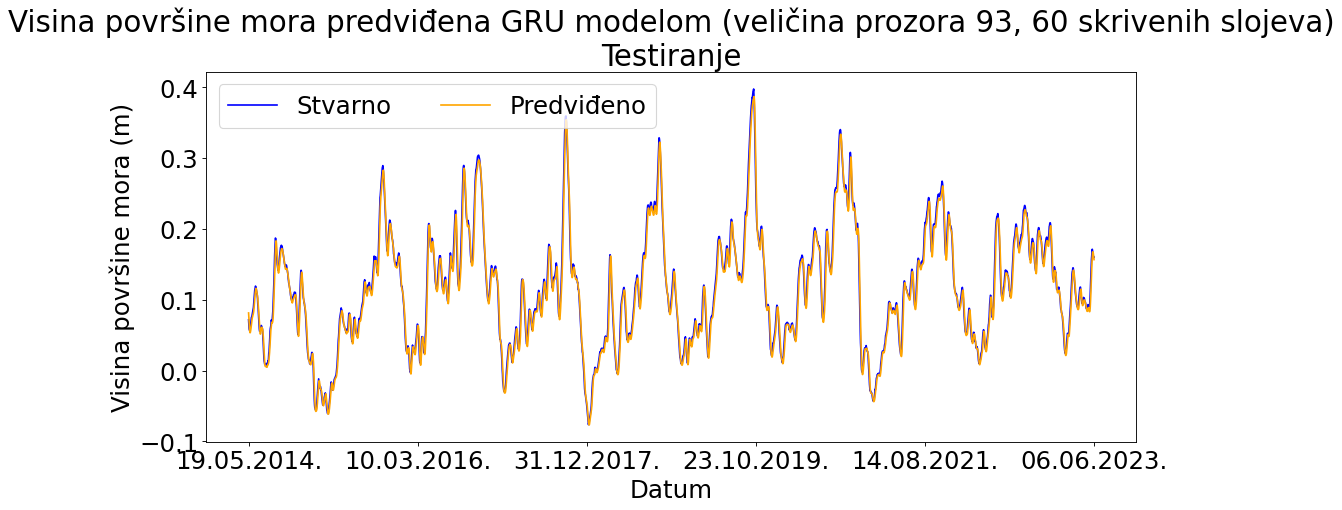 Visina površine mora predviđena GRU modelom (veličina prozora 93, 60 skrivenih slojeva)
Testiranje
Stvarno
Predviđeno
Visina površine mora (m)
0.4
0.3
0.2
0.1
0.0
−0.1
19.05.2014.
10.03.2016.
31.12.2017.
23.10.2019.
14.08.2021.
06.06.2023.
Datum